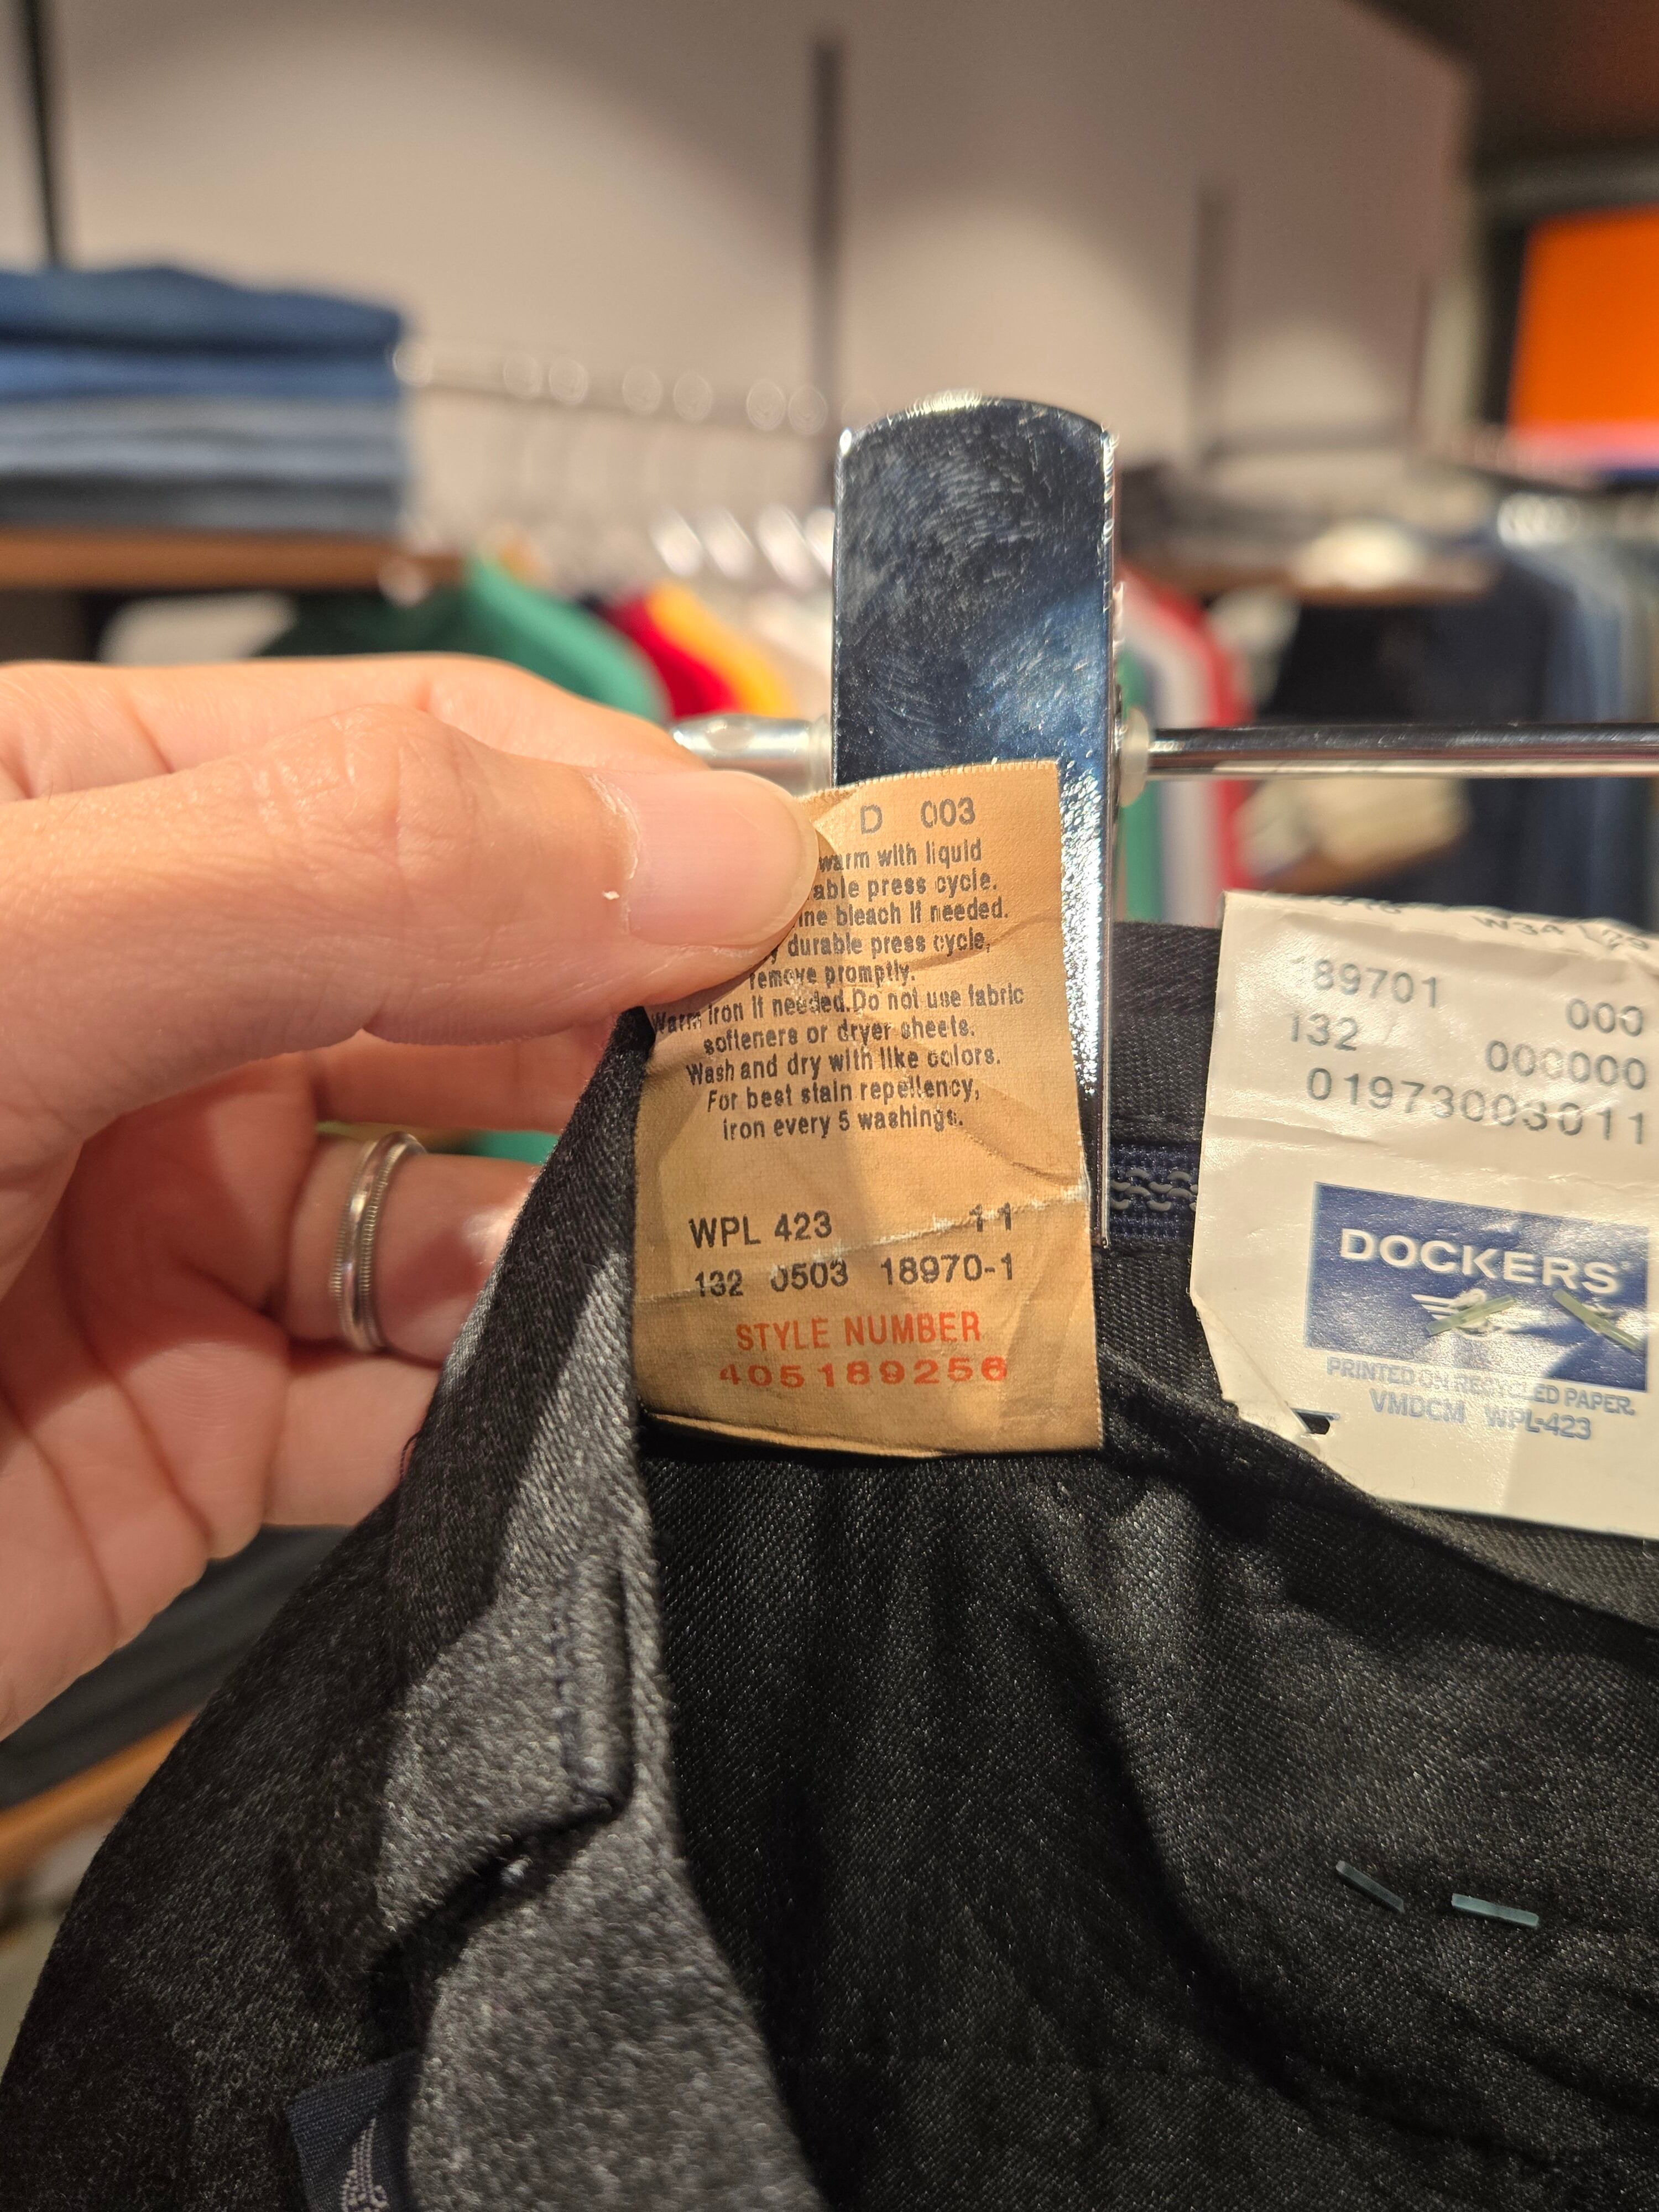 D 003
warm with liquid
able press cycle.
ine bleach if needed.
y durable press cycle,
remove promptly.
Warm iron if needed.Do not use fabric
softeners or dryer sheets.
Wash and dry with like colors.
For best stain repellency,
iron every 5 washings.
WPL 423 11
132 0503 18970-1
STYLE NUMBER
405189256
W34
189701 000
132 000000
01973003011
DOCKERS®
PRINTED ON RECYCLED PAPER.
VMDCM WPL-423